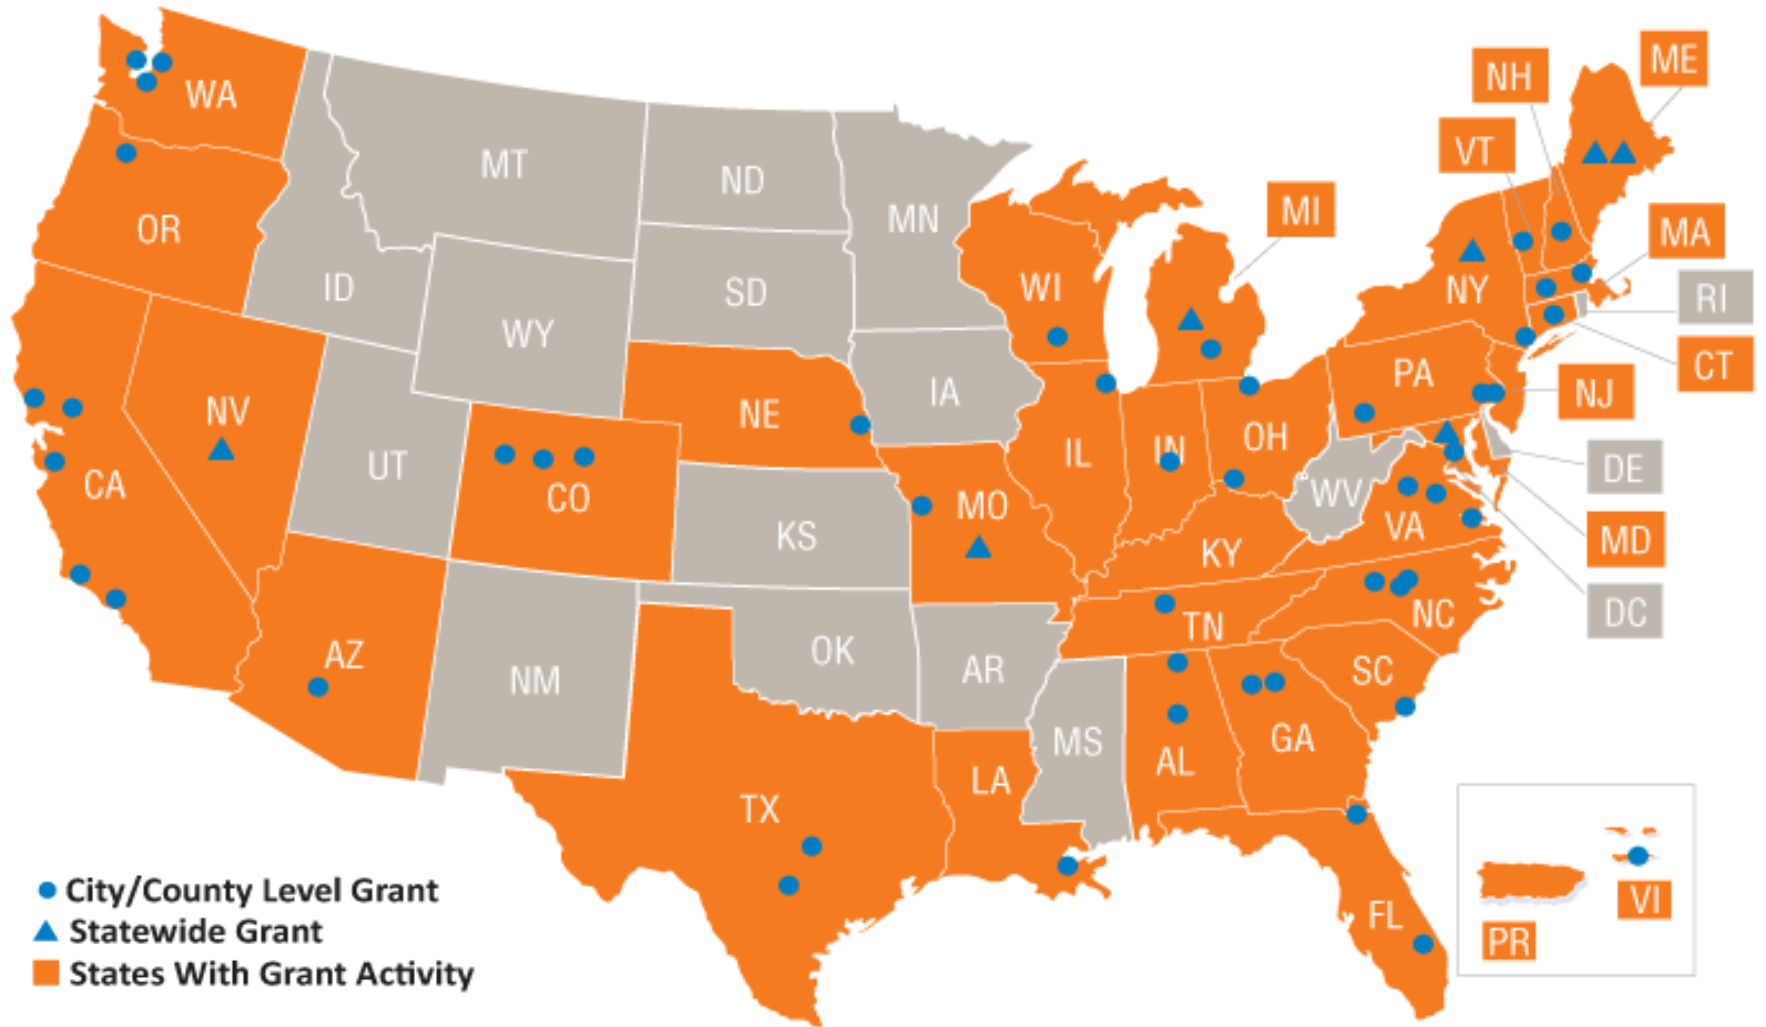 ME
NH
VT
WA
MT
ND
MN
MI
MA
OR
ID
SD
WI
NY
RI
WY
CT
IA
PA
NJ
NV
NE
UT
CO
IL
IN
OH
DE
CA
KS
MO
WV
VA
MD
KY
DC
AZ
NM
OK
AR
TN
NC
SC
MS
AL
GA
LA
TX
FL
VI
PR
City/County Level Grant
Statewide Grant
States With Grant Activity